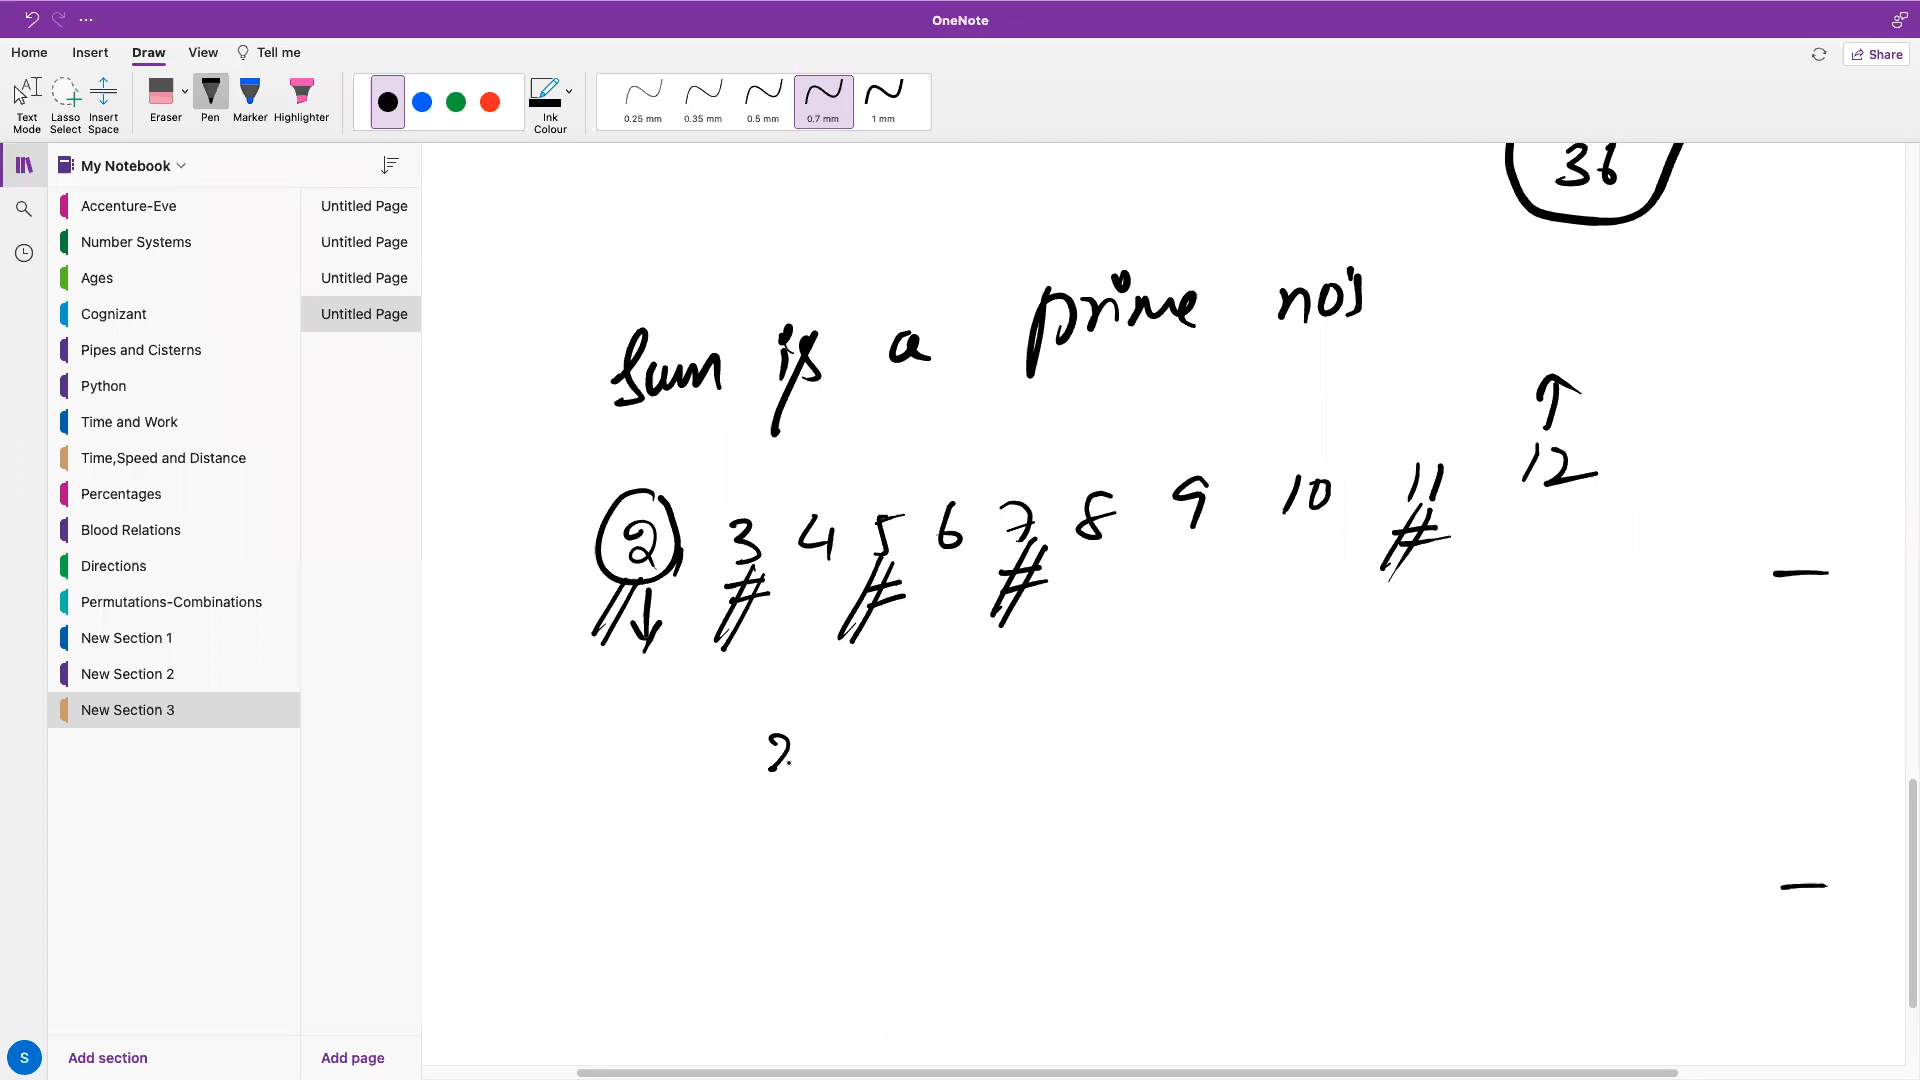 OneNote
Home Insert Draw View Tell me
Share
Text Mode
Lasso Select
Insert Space
Eraser
Pen
Marker
Highlighter
Ink Colour
0.25 mm
0.35 mm
0.5 mm
0.7 mm
1 mm
My Notebook
Accenture-Eve
Number Systems
Ages
Cognizant
Pipes and Cisterns
Python
Time and Work
Time,Speed and Distance
Percentages
Blood Relations
Directions
Permutations-Combinations
New Section 1
New Section 2
New Section 3
Untitled Page
Untitled Page
Untitled Page
Untitled Page
36
Sum is a prime no's
2 3 4 5 6 7 8 9 10 11 12
2
S
Add section
Add page